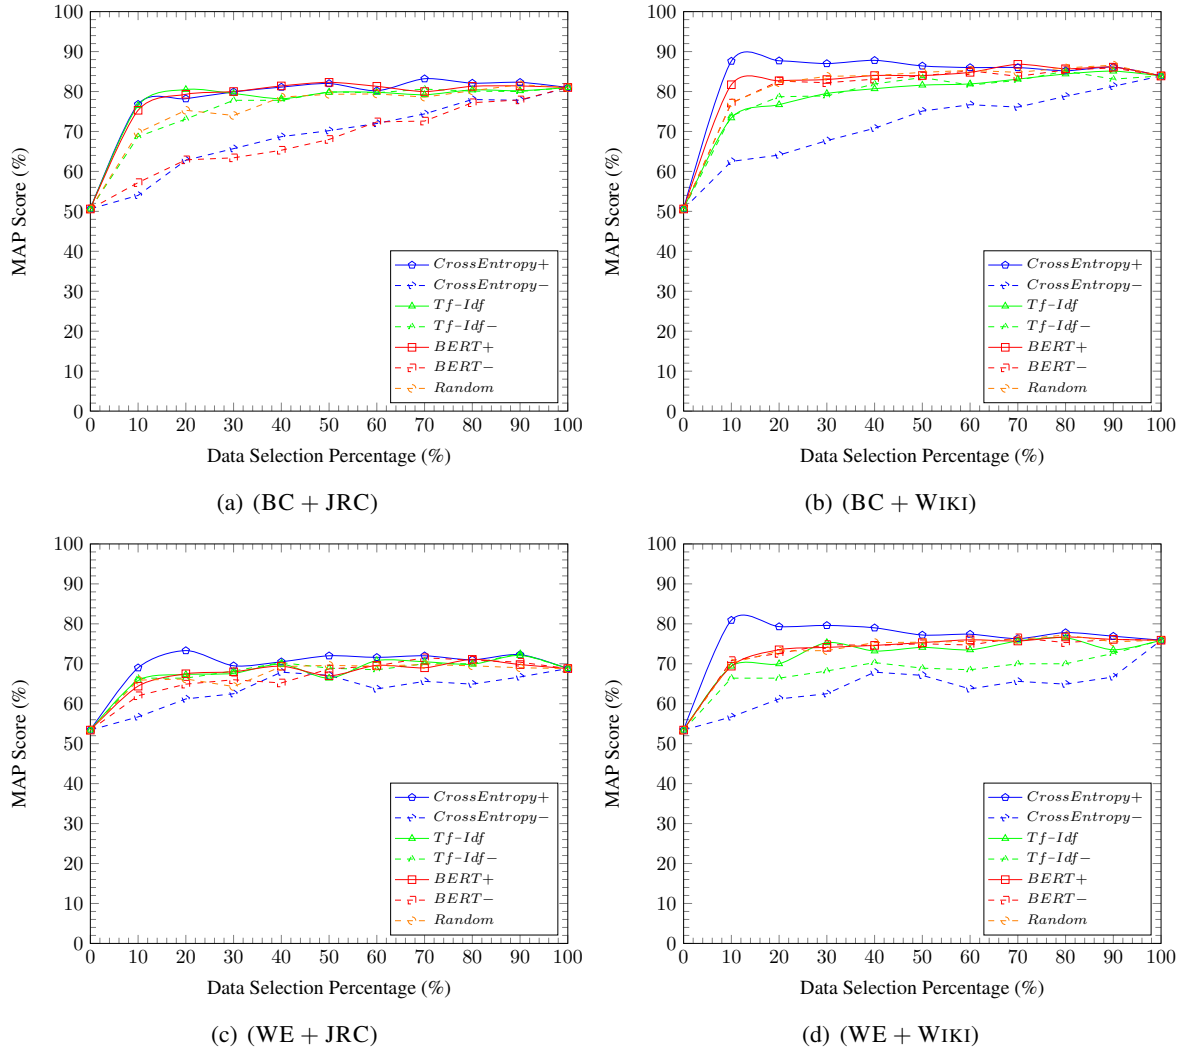 100
90
80
70
60
50
40
30
20
10
0
MAP Score (%)
CrossEntropy+
CrossEntropy−
Tf-Idf
Tf-Idf−
BERT+
BERT−
Random
0 10 20 30 40 50 60 70 80 90 100
Data Selection Percentage (%)
(a) (BC + JRC)
100
90
80
70
60
50
40
30
20
10
0
MAP Score (%)
CrossEntropy+
CrossEntropy−
Tf-Idf
Tf-Idf−
BERT+
BERT−
Random
0 10 20 30 40 50 60 70 80 90 100
Data Selection Percentage (%)
(b) (BC + WIKI)
100
90
80
70
60
50
40
30
20
10
0
MAP Score (%)
CrossEntropy+
CrossEntropy−
Tf-Idf
Tf-Idf−
BERT+
BERT−
Random
0 10 20 30 40 50 60 70 80 90 100
Data Selection Percentage (%)
(c) (WE + JRC)
100
90
80
70
60
50
40
30
20
10
0
MAP Score (%)
CrossEntropy+
CrossEntropy−
Tf-Idf
Tf-Idf−
BERT+
BERT−
Random
0 10 20 30 40 50 60 70 80 90 100
Data Selection Percentage (%)
(d) (WE + WIKI)